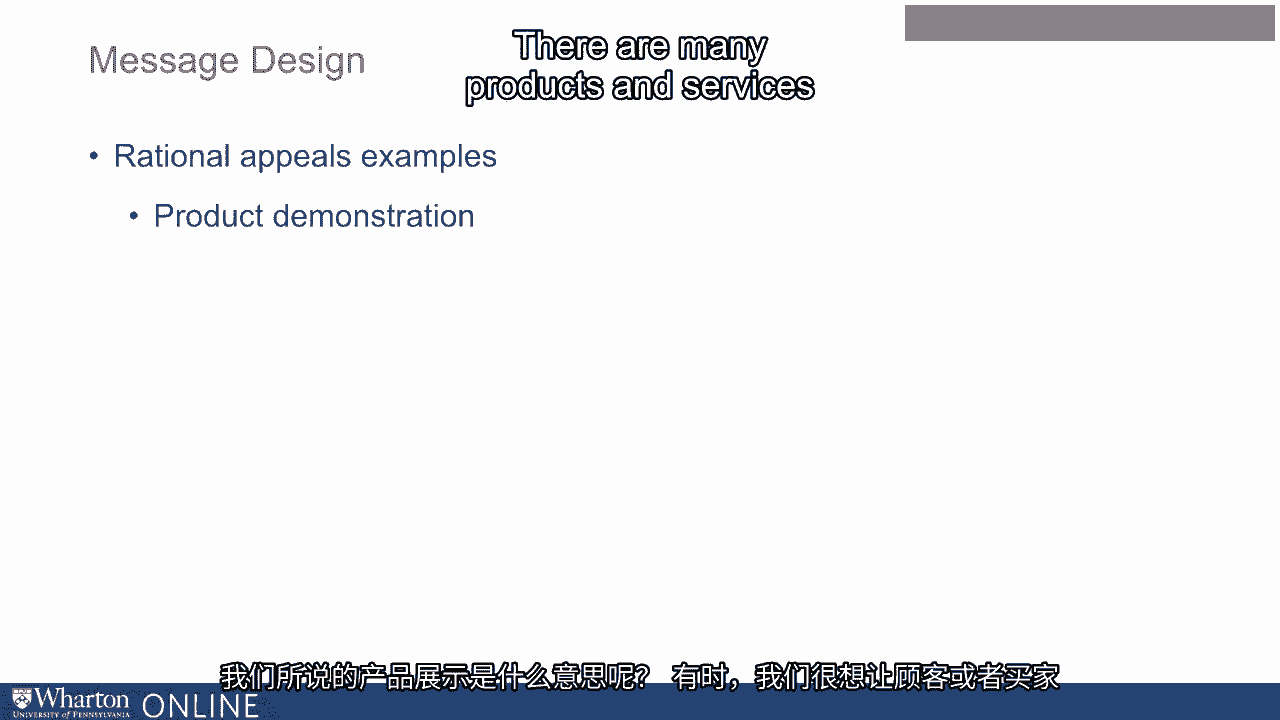 There are many
products and services
Message Design
• Rational appeals examples
• Product demonstration
我们所说的产品展示是什么意思呢? 有时,我们很想让顾客或者买家
Wharton
UNIVERSITY of PENNSYLVANIA
ONLINE